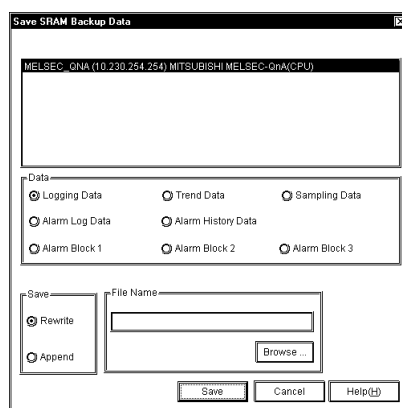 Save SRAM Backup Data
MELSEC_QNA (10.230.254.254) MITSUBISHI MELSEC-QnA(CPU)
Data
Logging Data Trend Data Sampling Data
Alarm Log Data Alarm History Data
Alarm Block 1 Alarm Block 2 Alarm Block 3
Save File Name
Rewrite
Browse ...
Append
Save Cancel Help(H)